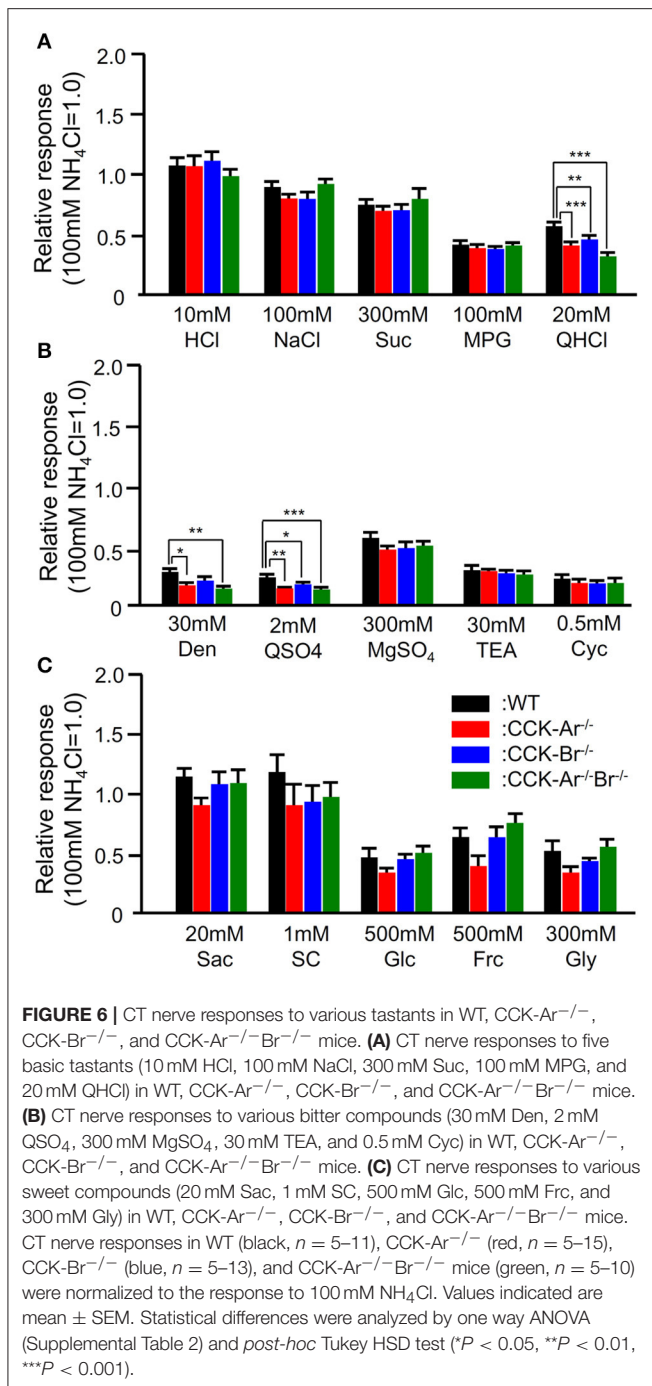 A
2.0
1.5
1.0
0.5
0
Relative response
(100mM NH₄Cl=1.0)
***
**
***
10mM 100mM 300mM 100mM 20mM
HCl NaCl Suc MPG QHCl
B
2.0
1.5
1.0
0.5
0
Relative response
(100mM NH₄Cl=1.0)
**
*
***
*
**
30mM 2mM 300mM 30mM 0.5mM
Den QSO4 MgSO₄ TEA Cyc
C
2.0
1.5
1.0
0.5
0
Relative response
(100mM NH₄Cl=1.0)
:WT
:CCK-Ar⁻/⁻
:CCK-Br⁻/⁻
:CCK-Ar⁻/⁻Br⁻/⁻
20mM 1mM 500mM 500mM 300mM
Sac SC Glc Frc Gly
FIGURE 6 | CT nerve responses to various tastants in WT, CCK-Ar⁻/⁻,
CCK-Br⁻/⁻, and CCK-Ar⁻/⁻Br⁻/⁻ mice. (A) CT nerve responses to five
basic tastants (10 mM HCl, 100 mM NaCl, 300 mM Suc, 100 mM MPG, and
20 mM QHCl) in WT, CCK-Ar⁻/⁻, CCK-Br⁻/⁻, and CCK-Ar⁻/⁻Br⁻/⁻ mice.
(B) CT nerve responses to various bitter compounds (30 mM Den, 2 mM
QSO₄, 300 mM MgSO₄, 30 mM TEA, and 0.5 mM Cyc) in WT, CCK-Ar⁻/⁻,
CCK-Br⁻/⁻, and CCK-Ar⁻/⁻Br⁻/⁻ mice. (C) CT nerve responses to various
sweet compounds (20 mM Sac, 1 mM SC, 500 mM Glc, 500 mM Frc, and
300 mM Gly) in WT, CCK-Ar⁻/⁻, CCK-Br⁻/⁻, and CCK-Ar⁻/⁻Br⁻/⁻ mice.
CT nerve responses in WT (black, n = 5–11), CCK-Ar⁻/⁻ (red, n = 5–15),
CCK-Br⁻/⁻ (blue, n = 5–13), and CCK-Ar⁻/⁻Br⁻/⁻ mice (green, n = 5–10)
were normalized to the response to 100 mM NH₄Cl. Values indicated are
mean ± SEM. Statistical differences were analyzed by one way ANOVA
(Supplemental Table 2) and post-hoc Tukey HSD test (*P < 0.05, **P < 0.01,
***P < 0.001).